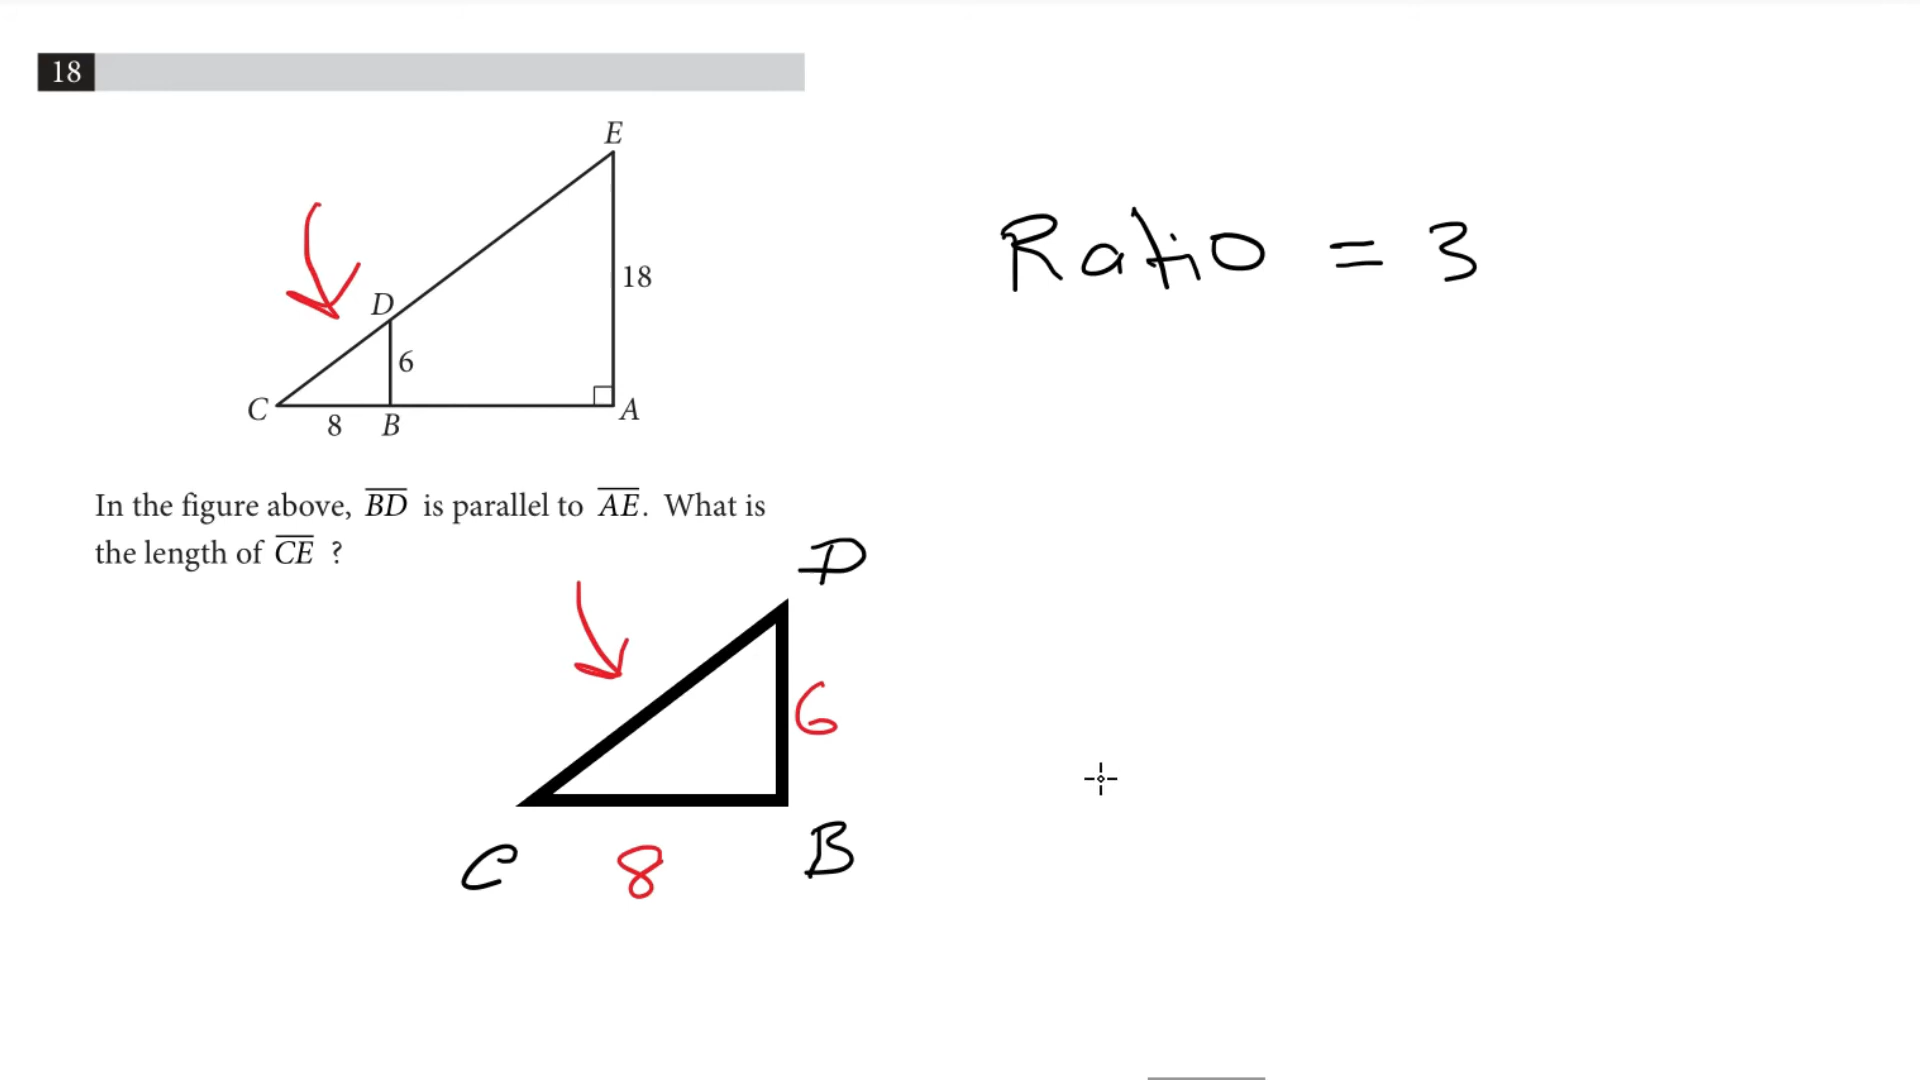 18
E
18
D
6
C
A
8
B
In the figure above, BD is parallel to AE. What is
the length of CE ?
Ratio = 3
D
6
C
8
B